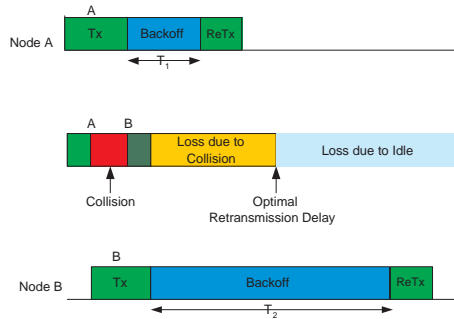 A
Node A
Tx
Backoff
ReTx
T1
A
B
Loss due to
Collision
Loss due to Idle
Collision
Optimal
Retransmission Delay
B
Node B
Tx
Backoff
ReTx
T2